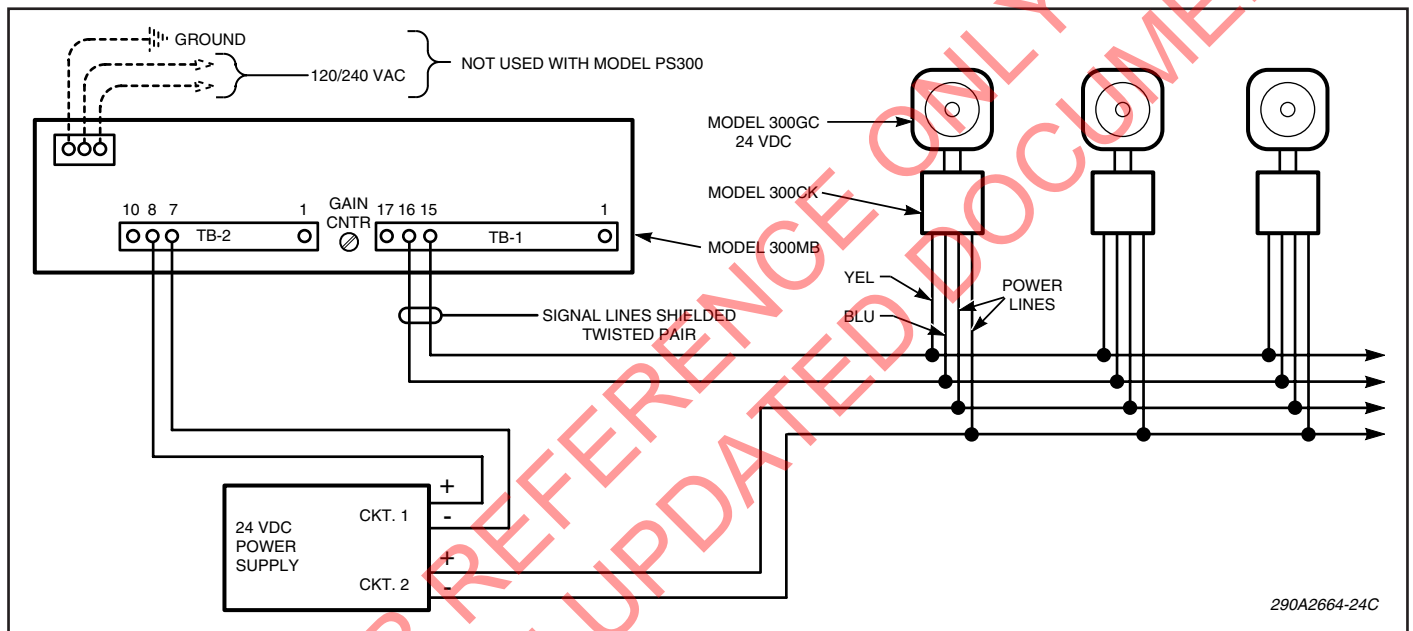 GROUND
120/240 VAC
NOT USED WITH MODEL PS300
10 8 7
1
TB-2
GAIN
CNTR
17 16 15
1
TB-1
MODEL 300MB
SIGNAL LINES SHIELDED
TWISTED PAIR
MODEL 300GC
24 VDC
MODEL 300CK
YEL
BLU
POWER
LINES
24 VDC
POWER
SUPPLY
+
CKT. 1
-
+
CKT. 2
-
290A2664-24C
REFERENCE ONLY
UPDATED DOCUME